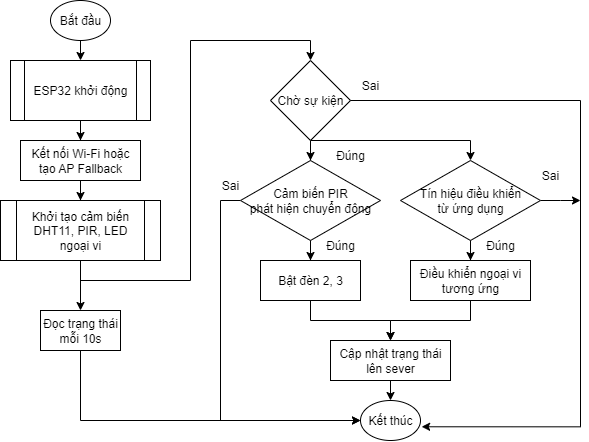 Bắt đầu
ESP32 khởi động
Kết nối Wi-Fi hoặc
tạo AP Fallback
Khởi tạo cảm biến
DHT11, PIR, LED
ngoại vi
Đọc trạng thái
mỗi 10s
Chờ sự kiện
Sai
Đúng
Sai
Cảm biến PIR
phát hiện chuyển động
Tín hiệu điều khiển
từ ứng dụng
Sai
Đúng
Đúng
Bật đèn 2, 3
Điều khiển ngoại vi
tương ứng
Cập nhật trạng thái
lên sever
Kết thúc